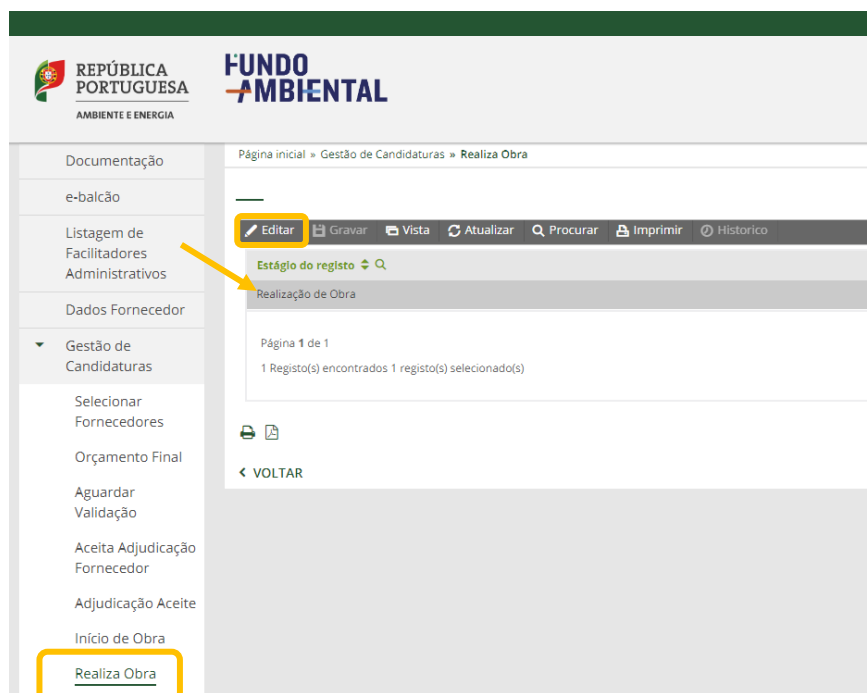 REPÚBLICA
PORTUGUESA
AMBIENTE E ENERGIA
FUNDO
AMBIENTAL
Documentação
e-balcão
Listagem de
Facilitadores
Administrativos
Dados Fornecedor
Gestão de
Candidaturas
Selecionar
Fornecedores
Orçamento Final
Aguardar
Validação
Aceita Adjudicação
Fornecedor
Adjudicação Aceite
Início de Obra
Realiza Obra
Página inicial » Gestão de Candidaturas » Realiza Obra
Editar Gravar Vista Atualizar Procurar Imprimir Historico
Estágio do registo
Realização de Obra
Página 1 de 1
1 Registo(s) encontrados 1 registo(s) selecionado(s)
VOLTAR